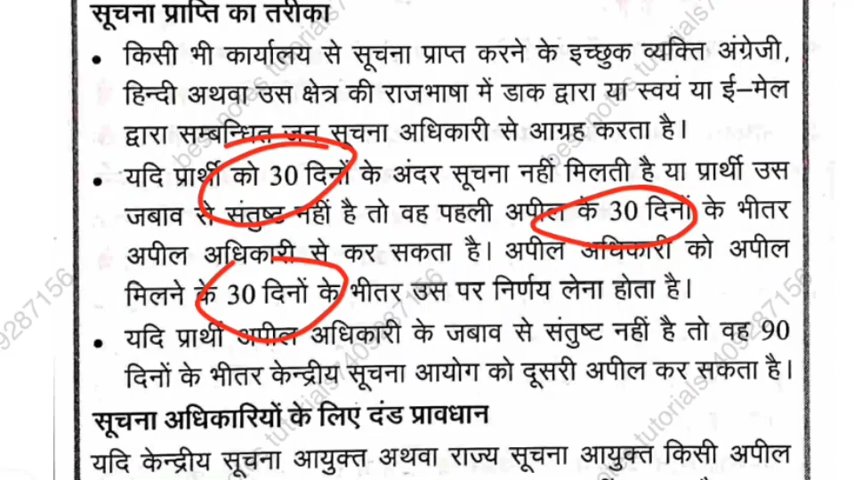 सूचना प्राप्ति का तरीका
• किसी भी कार्यालय से सूचना प्राप्त करने के इच्छुक व्यक्ति अंग्रेजी,
हिन्दी अथवा उस क्षेत्र की राजभाषा में डाक द्वारा या स्वयं या ई–मेल
द्वारा सम्बन्धित जन सूचना अधिकारी से आग्रह करता है।
• यदि प्रार्थी को 30 दिनों के अंदर सूचना नही मिलती है या प्रार्थी उस
जबाव से संतुष्ट नहीं है तो वह पहली अपील के 30 दिनों के भीतर
अपील अधिकारी से कर सकता है। अपील अधिकारी को अपील
मिलने के 30 दिनों के भीतर उस पर निर्णय लेना होता है।
• यदि प्रार्थी अपील अधिकारी के जबाव से संतुष्ट नहीं है तो वह 90
दिनों के भीतर केन्द्रीय सूचना आयोग को दूसरी अपील कर सकता है।
सूचना अधिकारियों के लिए दंड प्रावधान
यदि केन्द्रीय सूचना आयुक्त अथवा राज्य सूचना आयुक्त किसी अपील